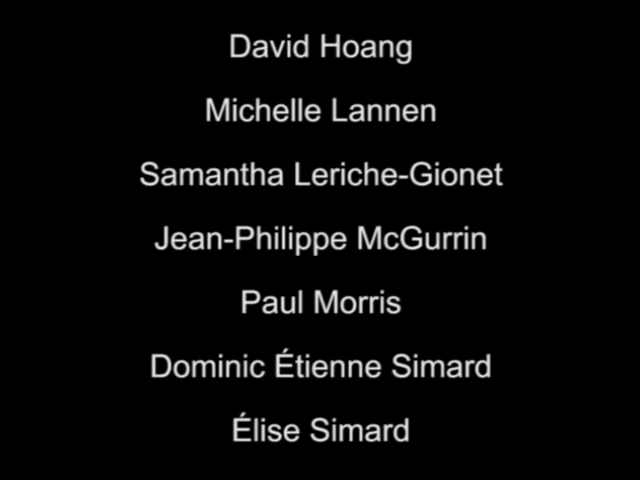 David Hoang
Michelle Lannen
Samantha Leriche-Gionet
Jean-Philippe McGurrin
Paul Morris
Dominic Étienne Simard
Élise Simard